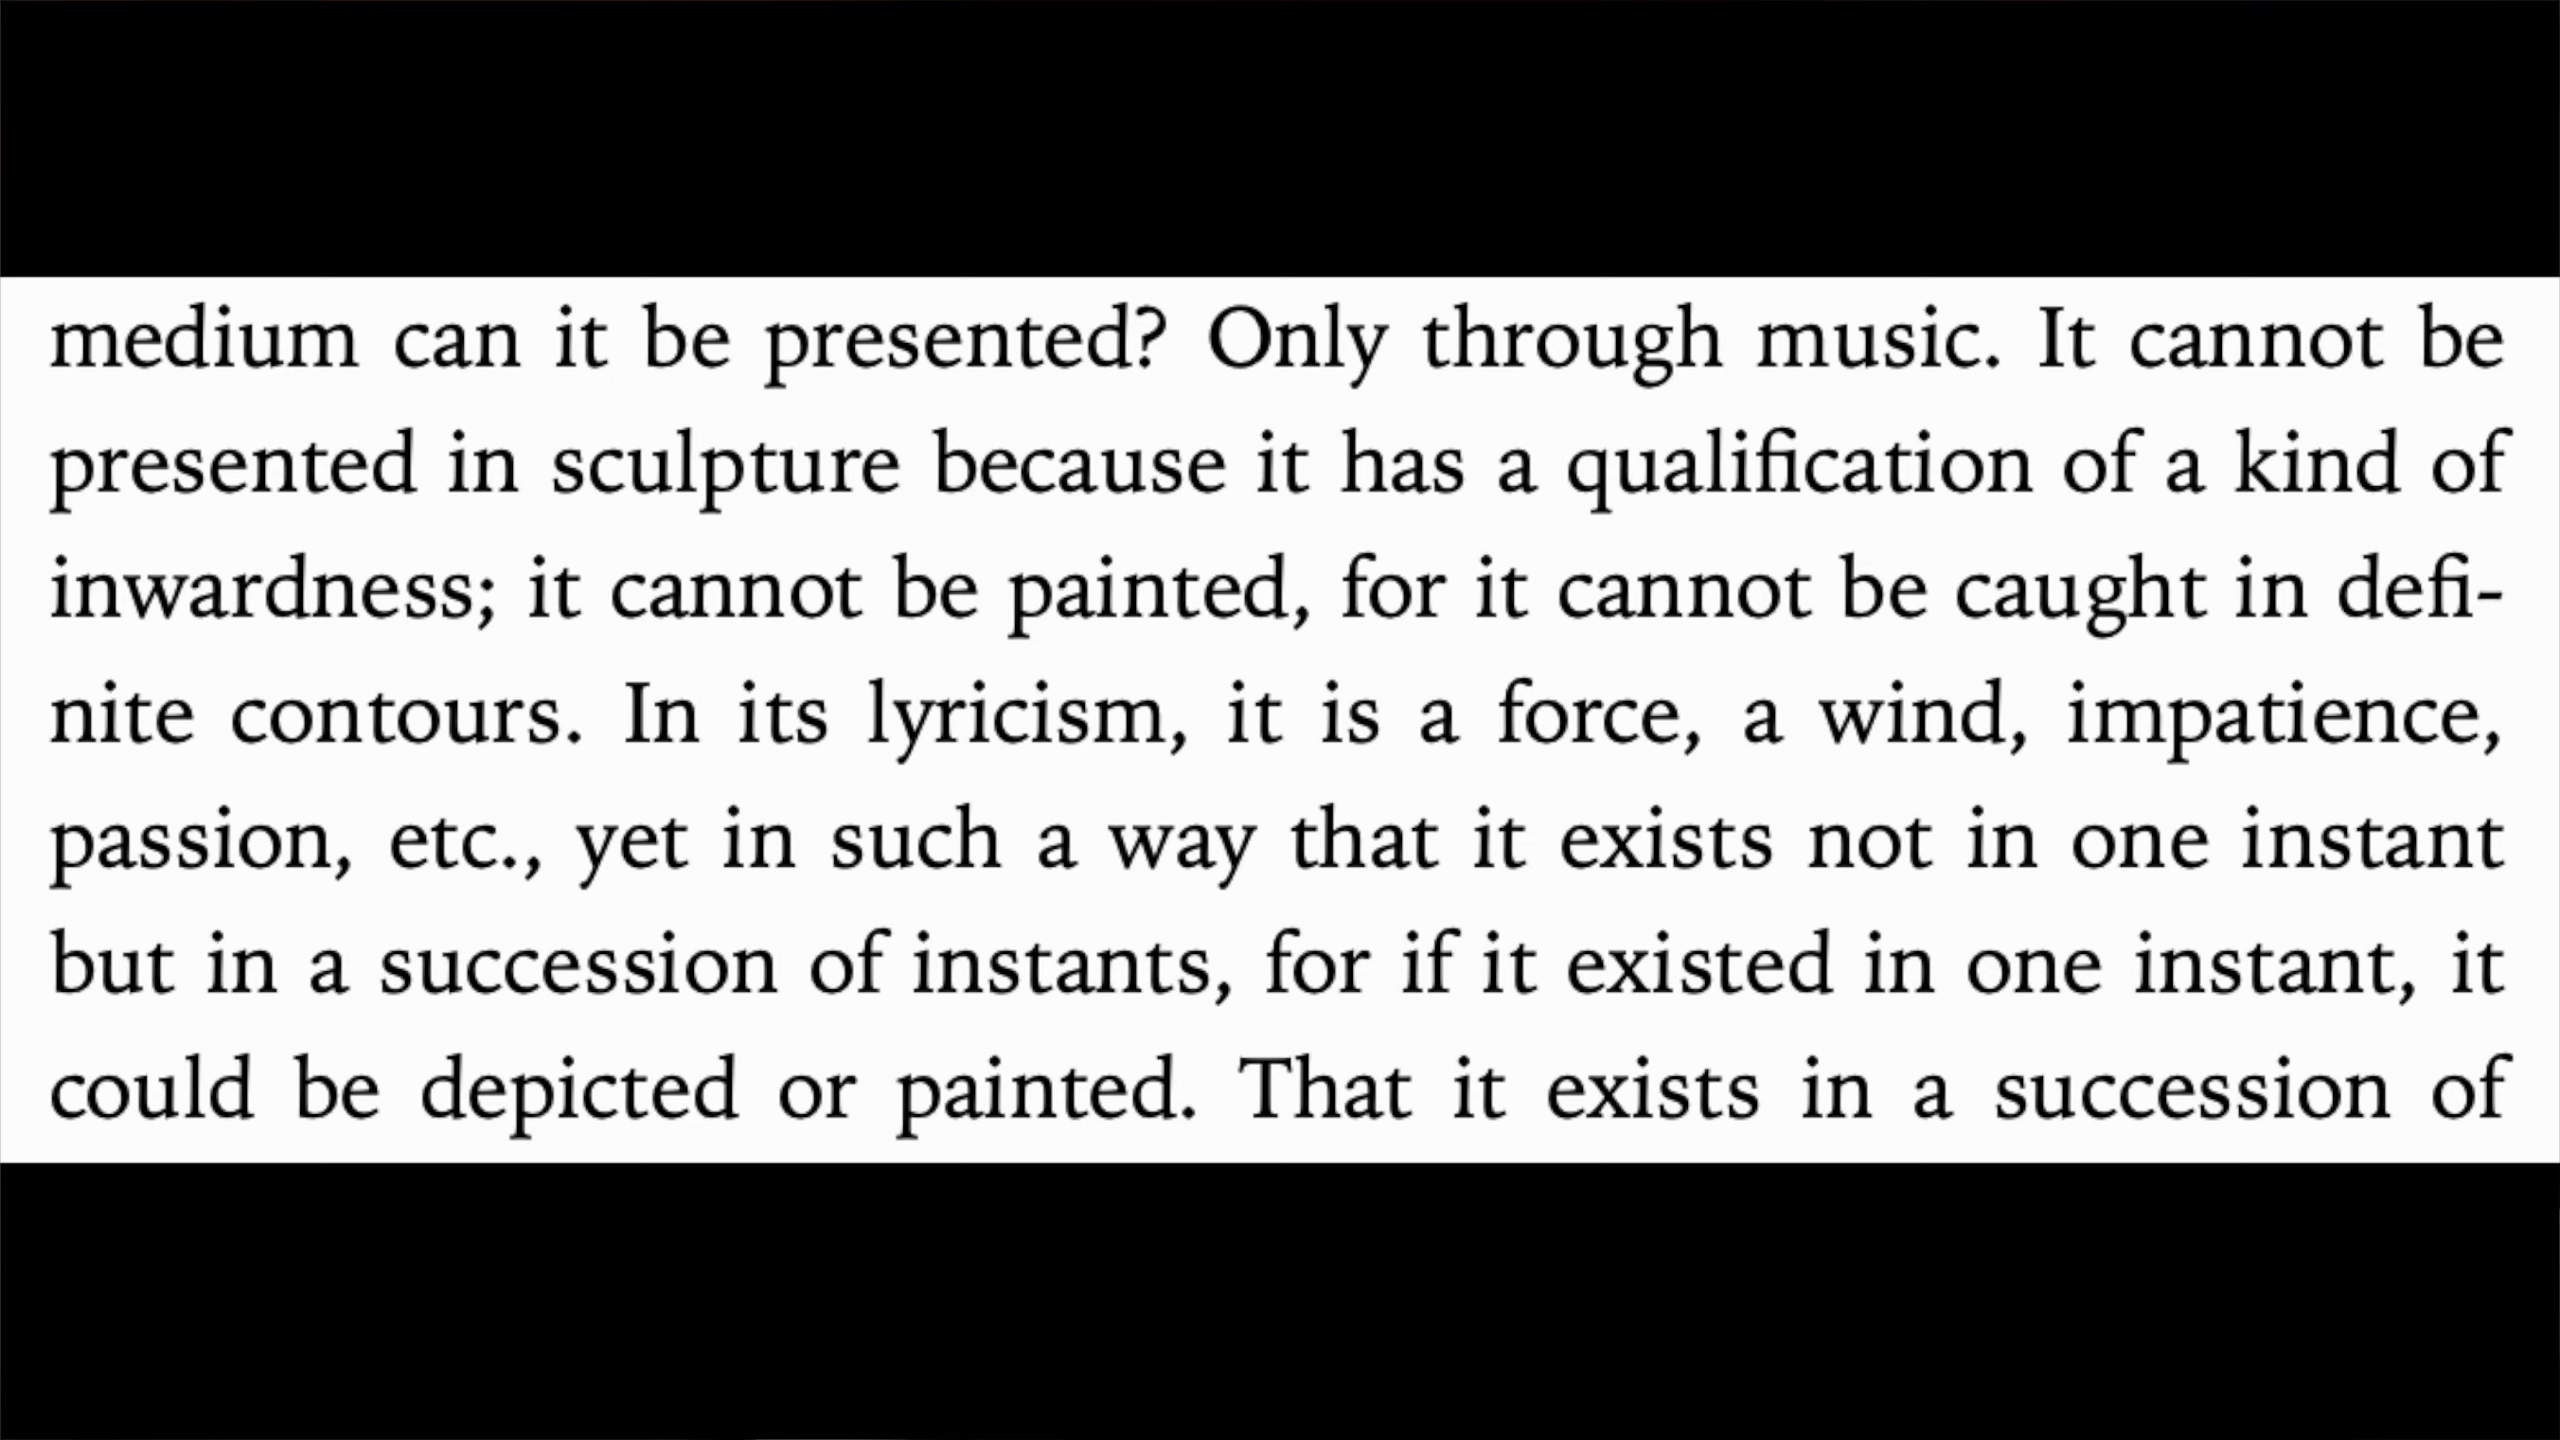 medium can it be presented? Only through music. It cannot be
presented in sculpture because it has a qualification of a kind of
inwardness; it cannot be painted, for it cannot be caught in defi-
nite contours. In its lyricism, it is a force, a wind, impatience,
passion, etc., yet in such a way that it exists not in one instant
but in a succession of instants, for if it existed in one instant, it
could be depicted or painted. That it exists in a succession of